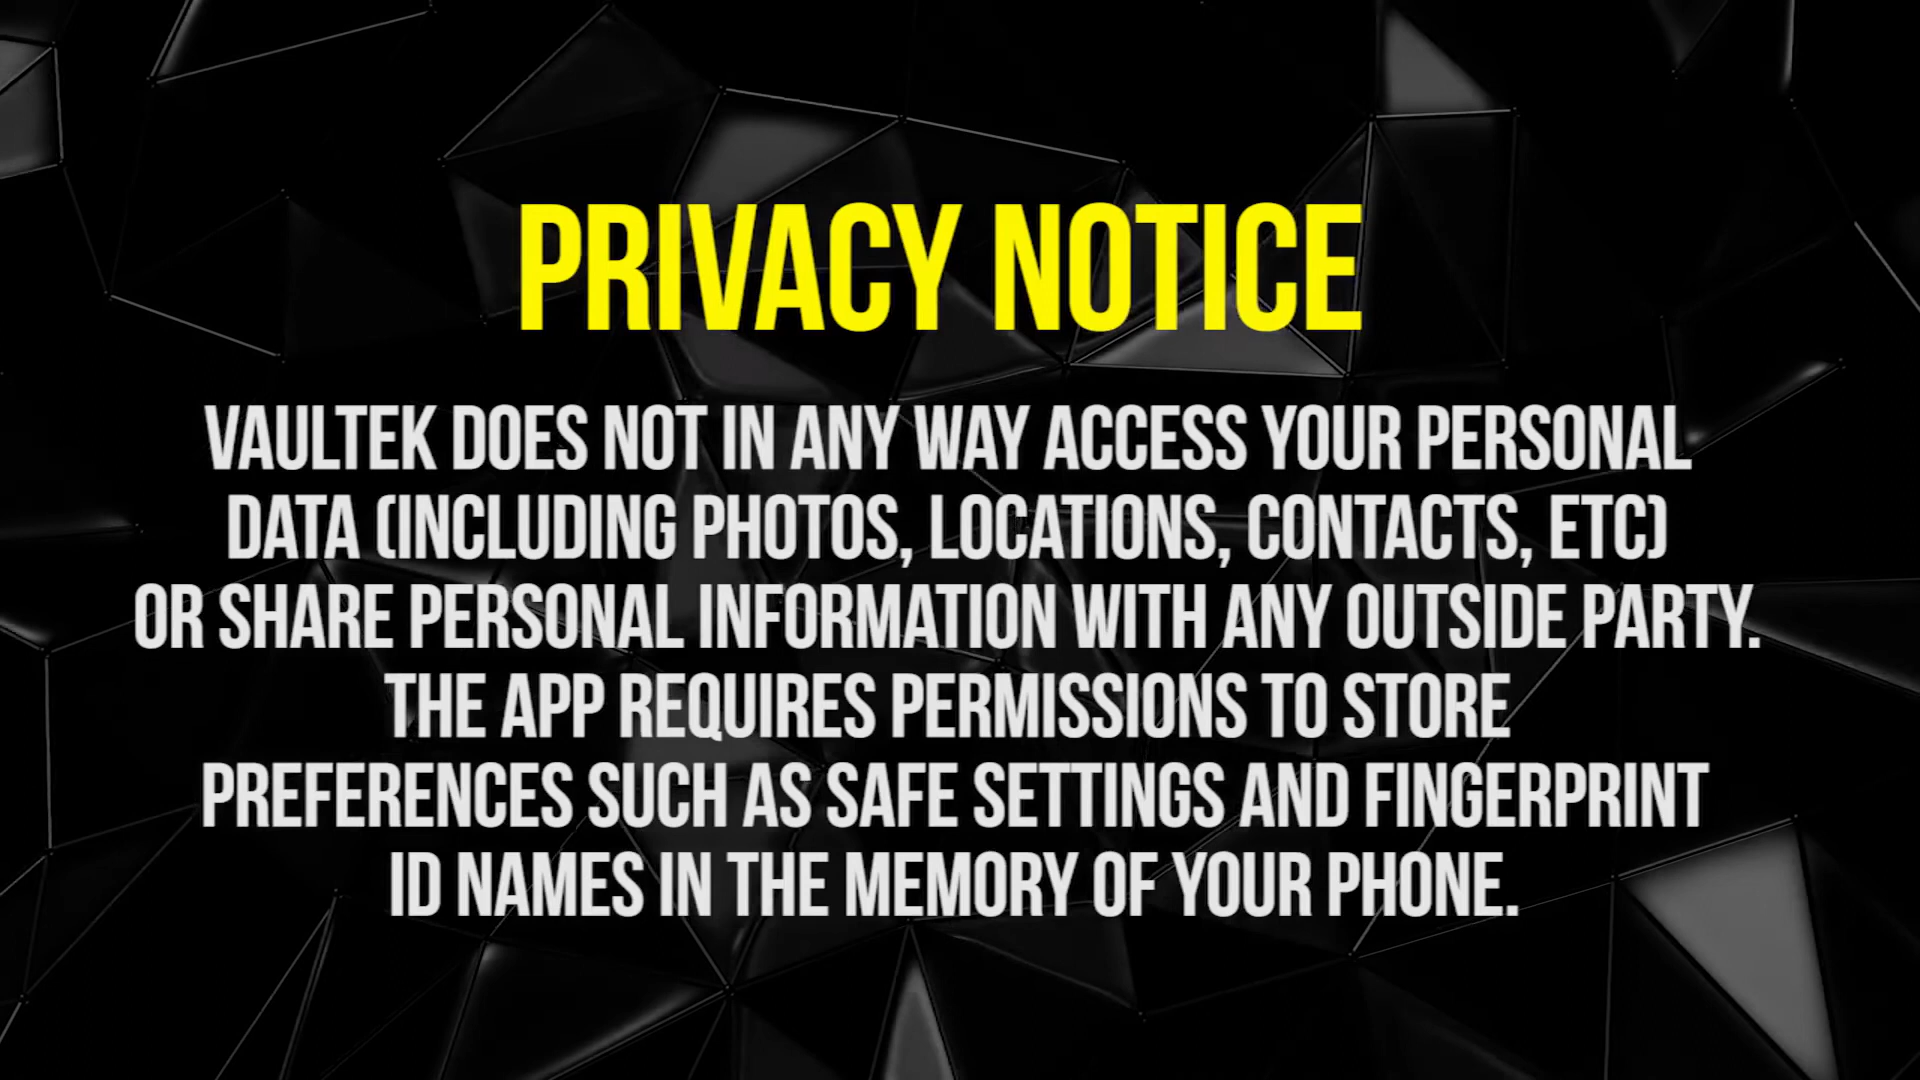 PRIVACY NOTICE
VAULTEK DOES NOT IN ANY WAY ACCESS YOUR PERSONAL
DATA (INCLUDING PHOTOS, LOCATIONS, CONTACTS, ETC)
OR SHARE PERSONAL INFORMATION WITH ANY OUTSIDE PARTY.
THE APP REQUIRES PERMISSIONS TO STORE
PREFERENCES SUCH AS SAFE SETTINGS AND FINGERPRINT
ID NAMES IN THE MEMORY OF YOUR PHONE.